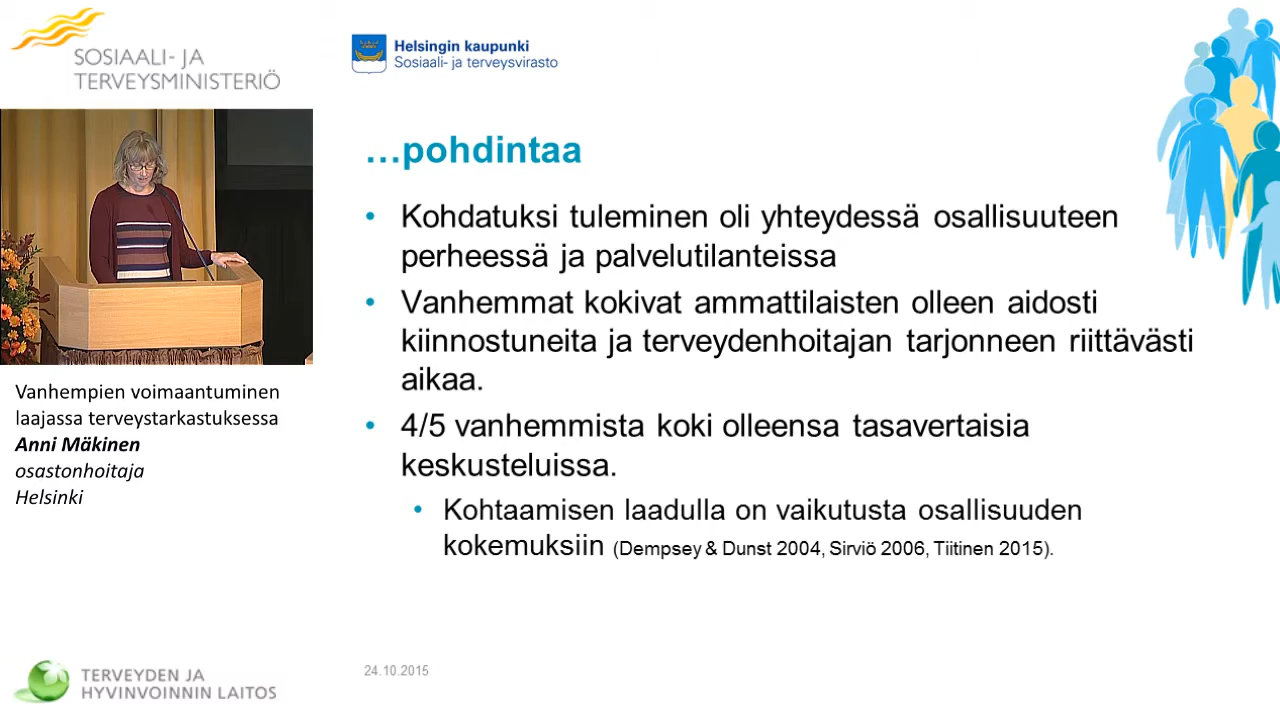 SOSIAALI- JA
TERVEYSMINISTERIÖ
Helsingin kaupunki
Sosiaali- ja terveysvirasto
…pohdintaa
• Kohdatuksi tuleminen oli yhteydessä osallisuuteen
perheessä ja palvelutilanteissa
• Vanhemmat kokivat ammattilaisten olleen aidosti
kiinnostuneita ja terveydenhoitajan tarjonneen riittävästi
aikaa.
• 4/5 vanhemmista koki olleensa tasavertaisia
keskusteluissa.
• Kohtaamisen laadulla on vaikutusta osallisuuden
kokemuksiin (Dempsey & Dunst 2004, Sirviö 2006, Tiitinen 2015).
Vanhempien voimaantuminen
laajassa terveystarkastuksessa
Anni Mäkinen
osastonhoitaja
Helsinki
TERVEYDEN JA
HYVINVOINNIN LAITOS
24.10.2015